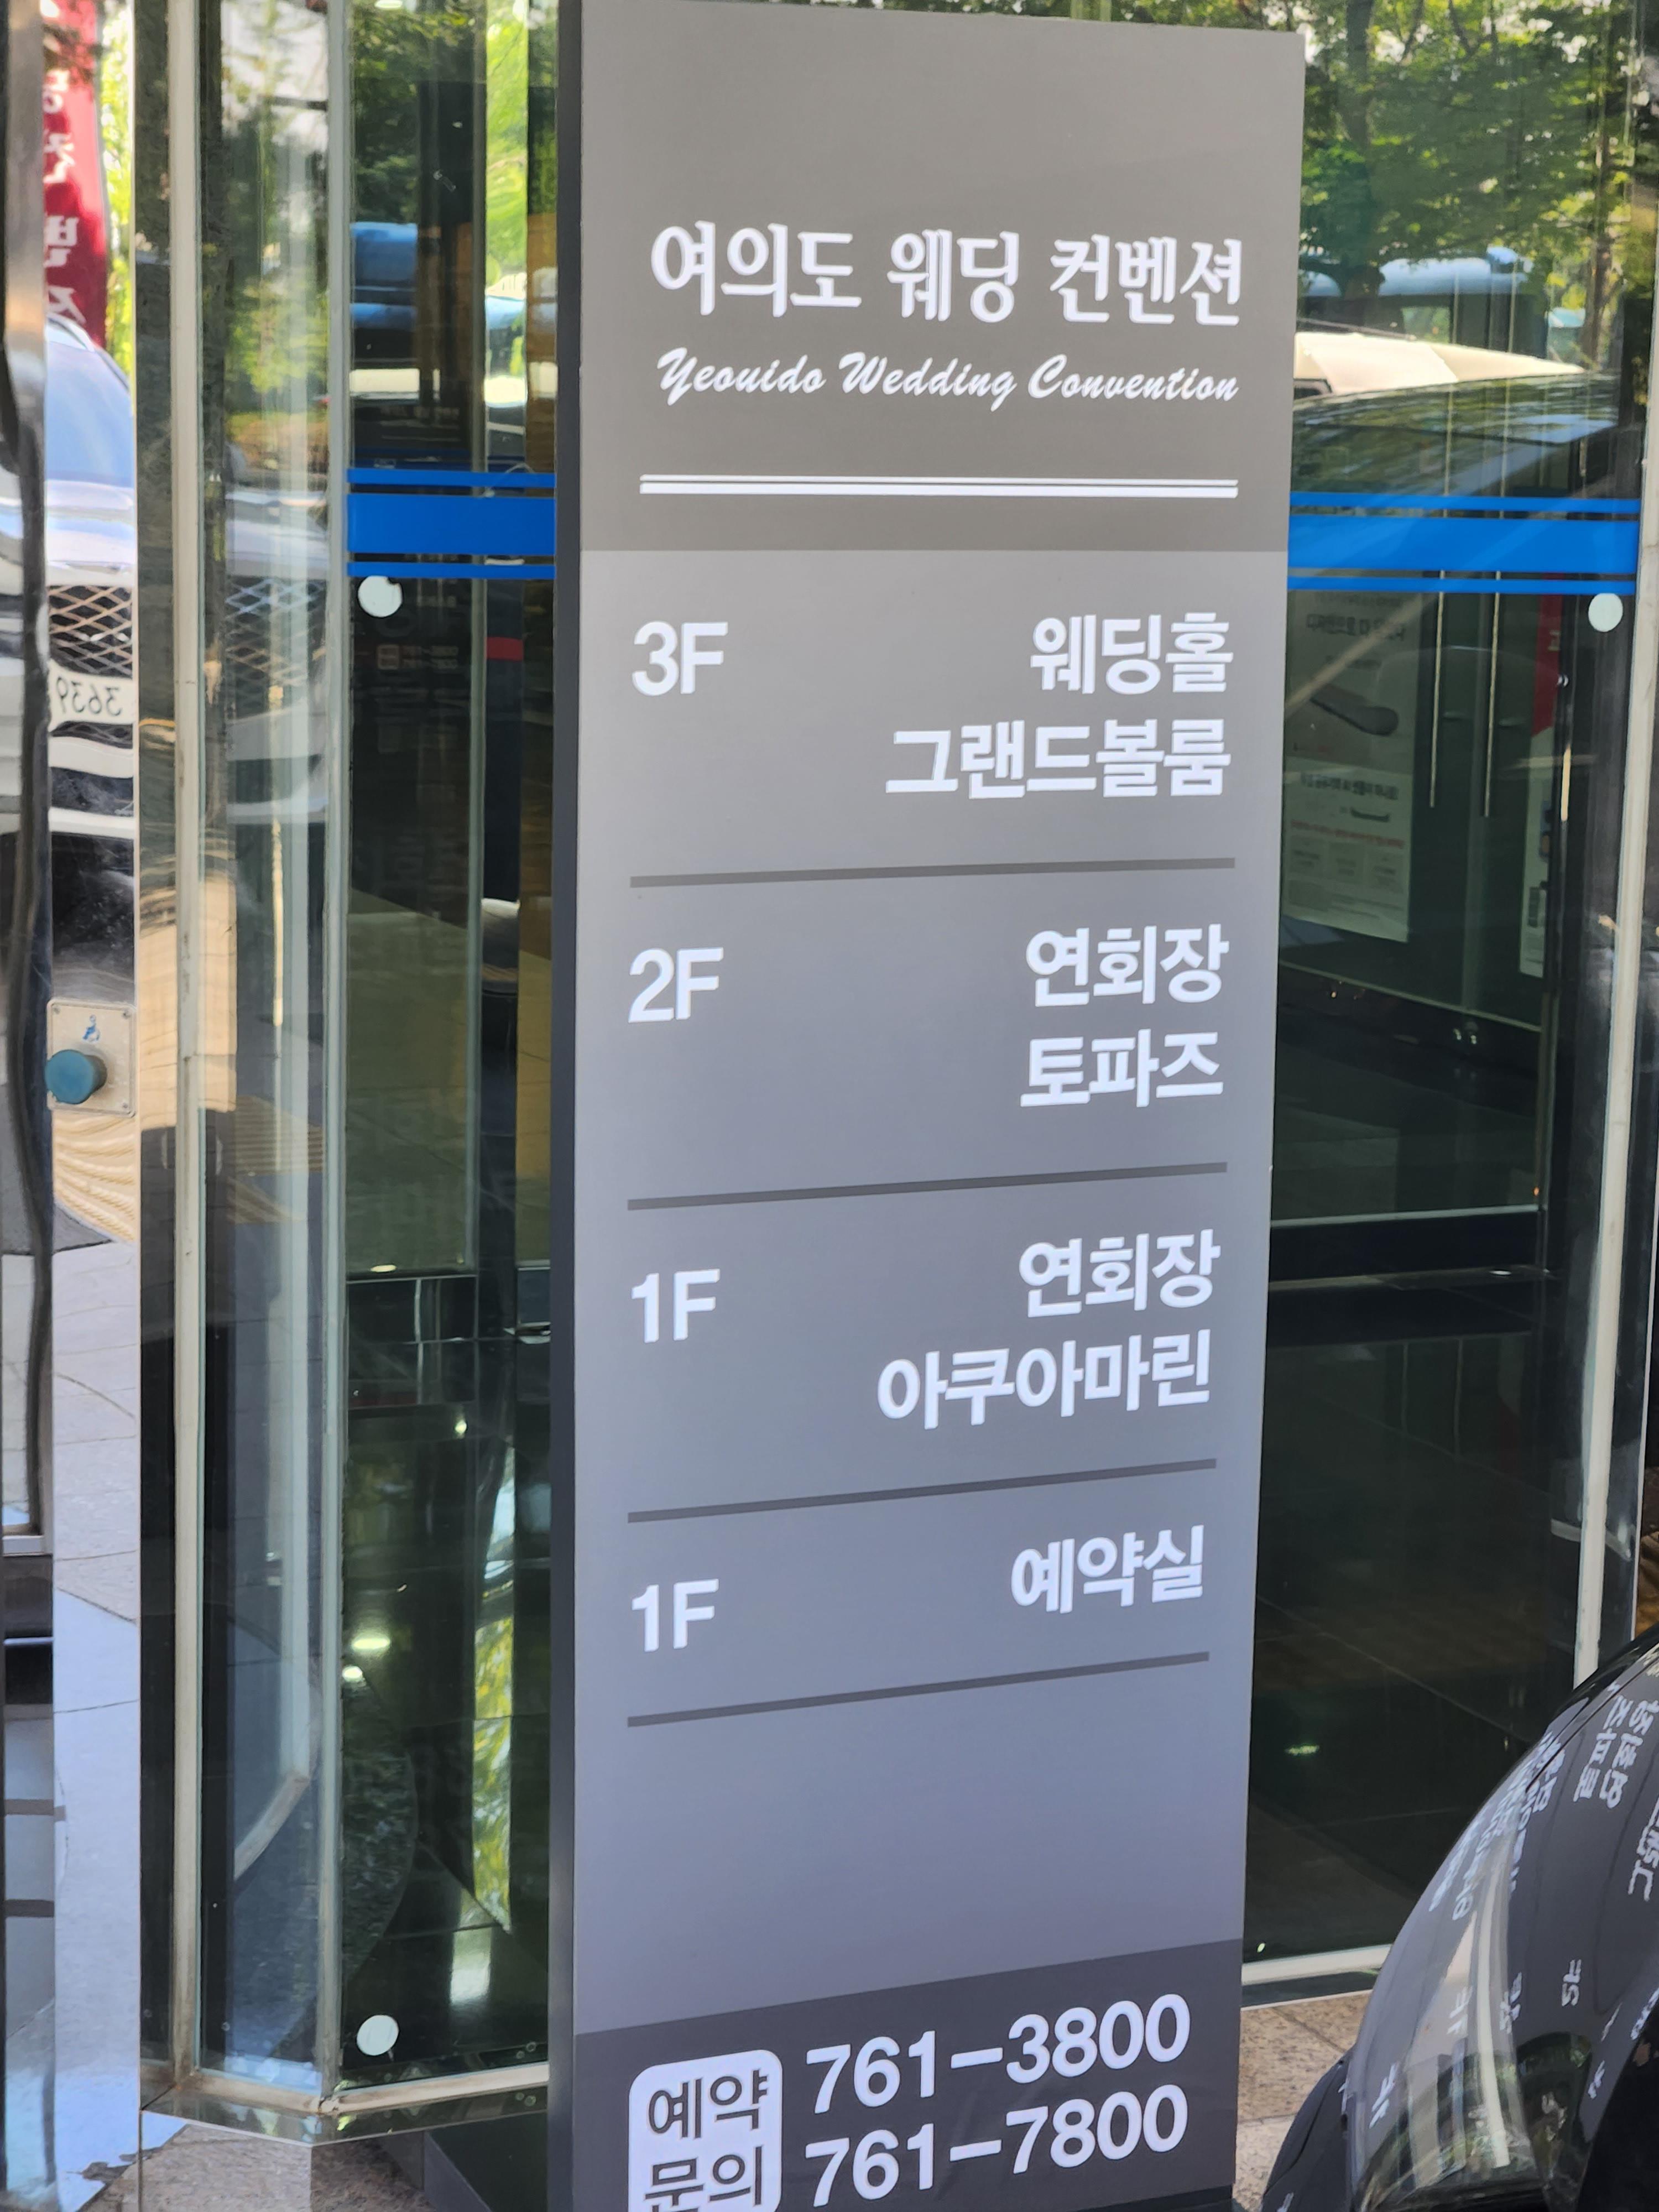 여의도 웨딩 컨벤션
Yeouido Wedding Convention
3F 웨딩홀
그랜드볼룸
2F 연회장
토파즈
1F 연회장
아쿠아마린
1F 예약실
예약 761-3800
문의 761-7800